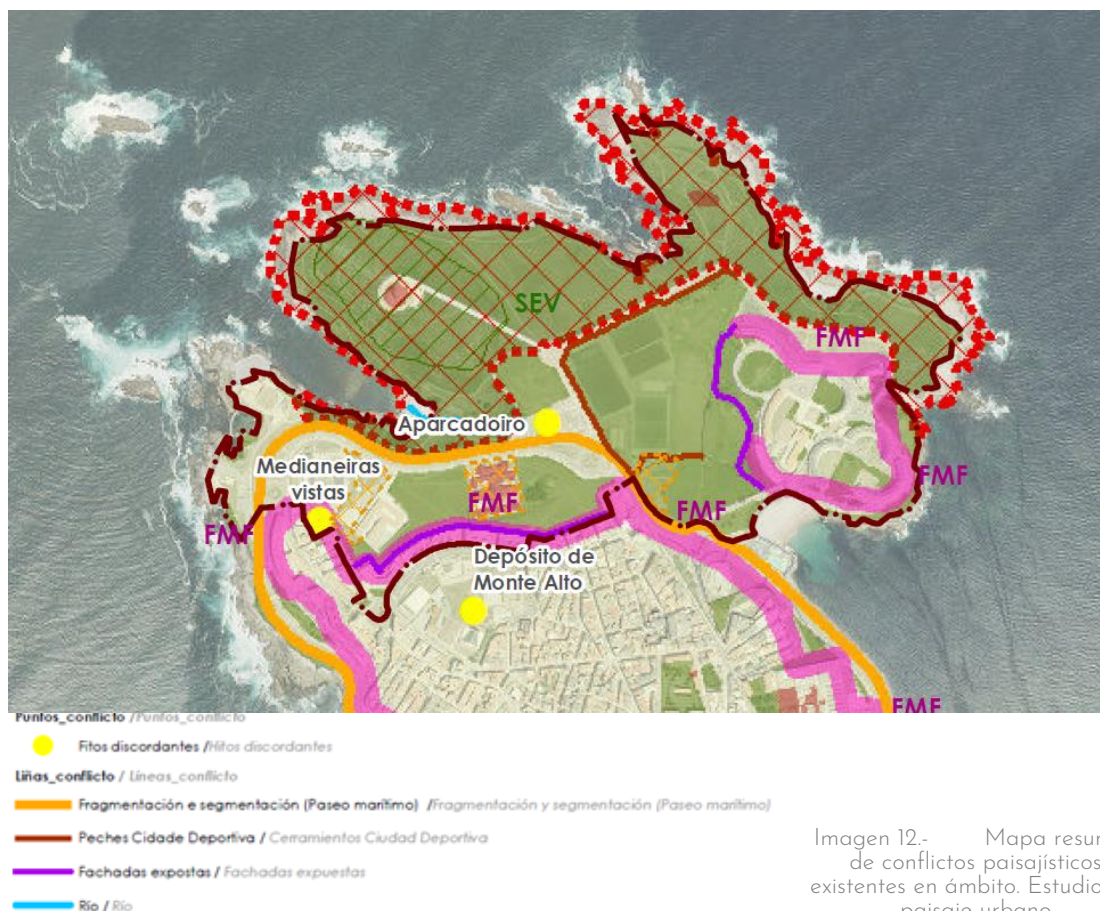 SEV
FMF
Aparcadoiro
Medianeiras
vistas
FMF
FMF
FMF
FMF
Depósito de
Monte Alto
FMF
Puntos_conflicto /Puntos_conflicto
Fitos discordantes /Hitos discordantes
Liñas_conflicto / Líneas_conflicto
Fragmentación e segmentación (Paseo marítimo) /Fragmentación y segmentación (Paseo marítimo)
Peches Cidade Deportiva / Cerramientos Ciudad Deportiva
Fachadas expostas / Fachadas expuestas
Río / Río
Imagen 12.- Mapa resum
de conflictos paisajísticos
existentes en ámbito. Estudio
paisaje urbano